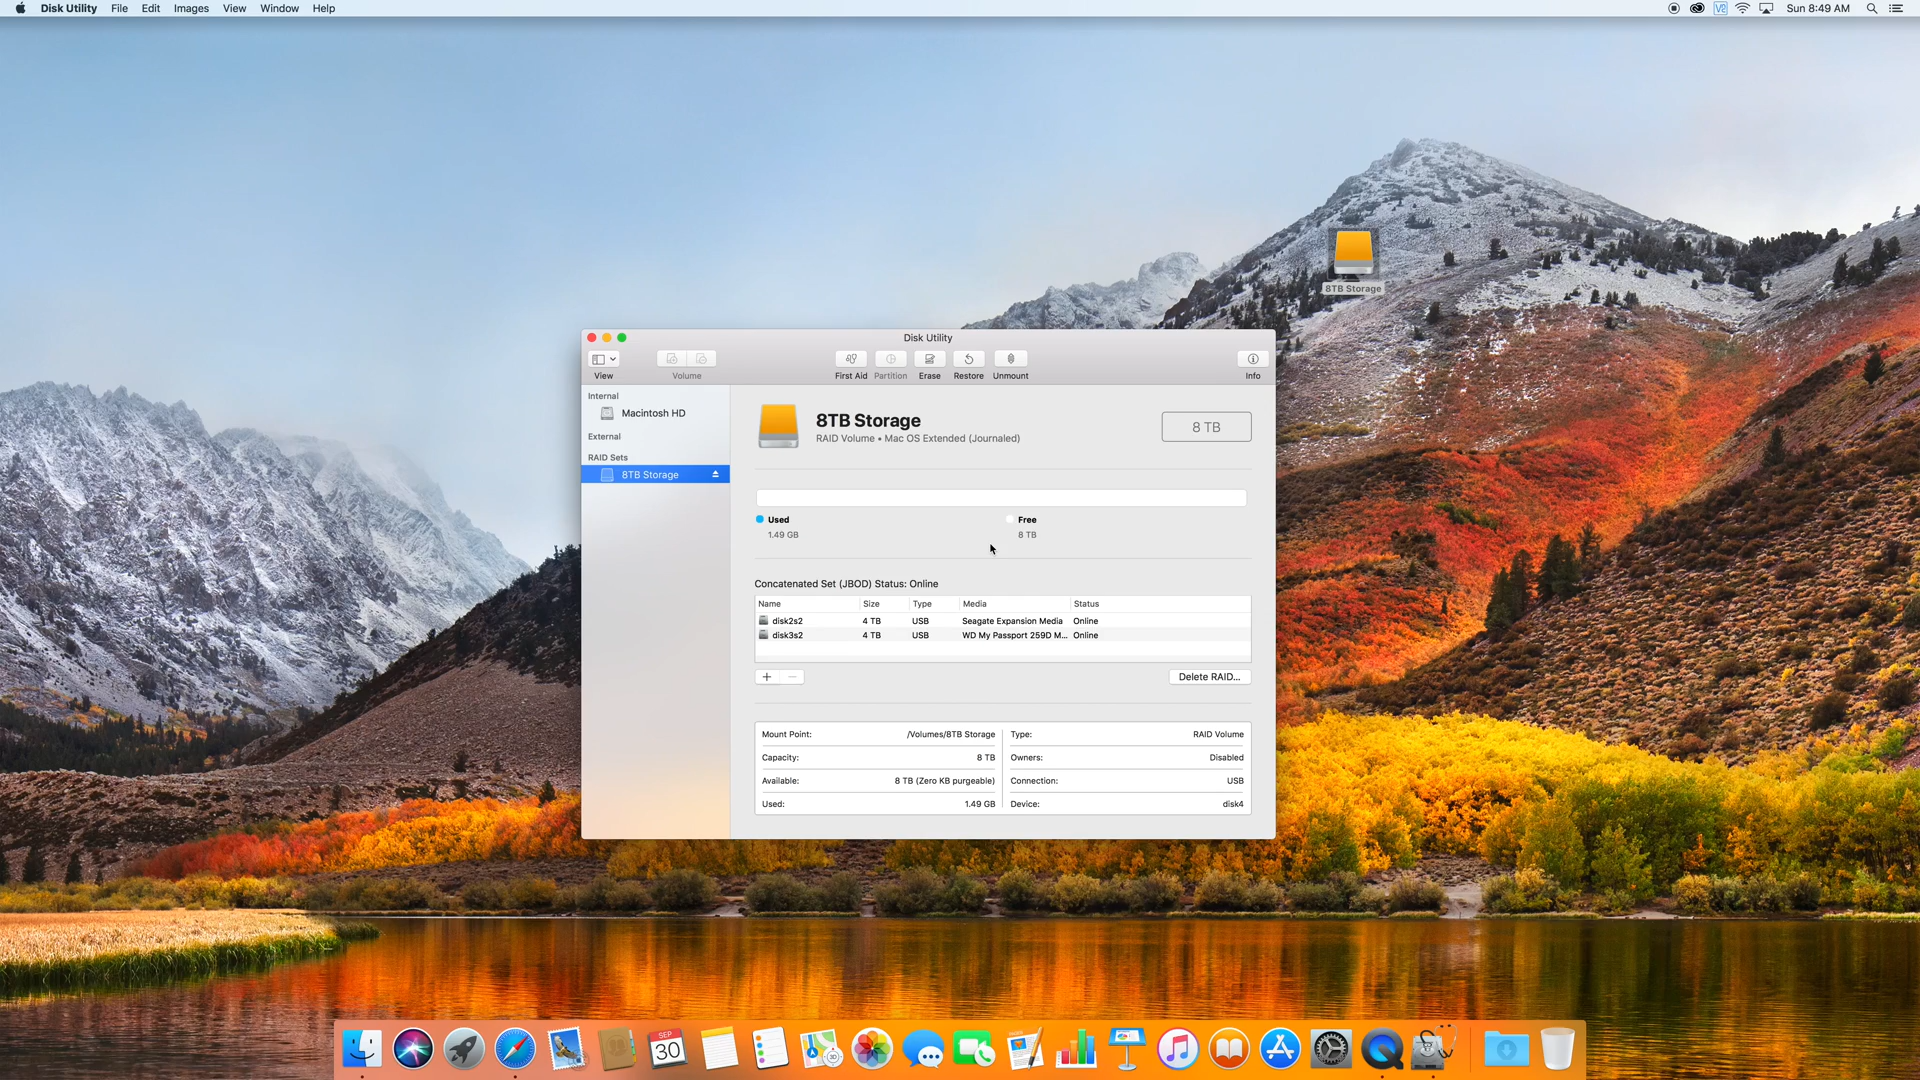 Disk Utility File Edit Images View Window Help
V2 Sun 8:49 AM
8TB Storage
Disk Utility
View Volume First Aid Partition Erase Restore Unmount Info
Internal
Macintosh HD
External
RAID Sets
8TB Storage
8TB Storage
RAID Volume • Mac OS Extended (Journaled)
8 TB
Used
1.49 GB
Free
8 TB
Concatenated Set (JBOD) Status: Online
Name Size Type Media Status
disk2s2 4 TB USB Seagate Expansion Media Online
disk3s2 4 TB USB WD My Passport 259D M... Online
+ − Delete RAID...
Mount Point: /Volumes/8TB Storage
Capacity: 8 TB
Available: 8 TB (Zero KB purgeable)
Used: 1.49 GB
Type: RAID Volume
Owners: Disabled
Connection: USB
Device: disk4
SEP
30
3D